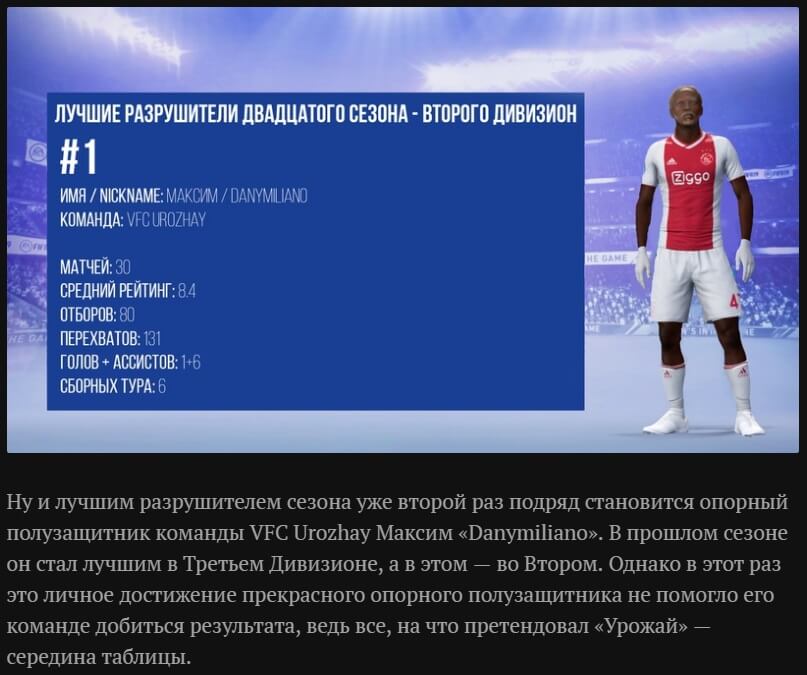 ЛУЧШИЕ РАЗРУШИТЕЛИ ДВАДЦАТОГО СЕЗОНА - ВТОРОГО ДИВИЗИОН
#1
ИМЯ / NICKNAME: МАКСИМ / DANYMILIANO
КОМАНДА: VFC UROZHAY
МАТЧЕЙ: 30
СРЕДНИЙ РЕЙТИНГ: 8.4
ОТБОРОВ: 80
ПЕРЕХВАТОВ: 131
ГОЛОВ + АССИСТОВ: 1+6
СБОРНЫХ ТУРА: 6
Ziggo
4
HE GAME
Ну и лучшим разрушителем сезона уже второй раз подряд становится опорный
полузащитник команды VFC Urozhay Максим «Danymiliano». В прошлом сезоне
он стал лучшим в Третьем Дивизионе, а в этом — во Втором. Однако в этот раз
это личное достижение прекрасного опорного полузащитника не помогло его
команде добиться результата, ведь все, на что претендовал «Урожай» —
середина таблицы.